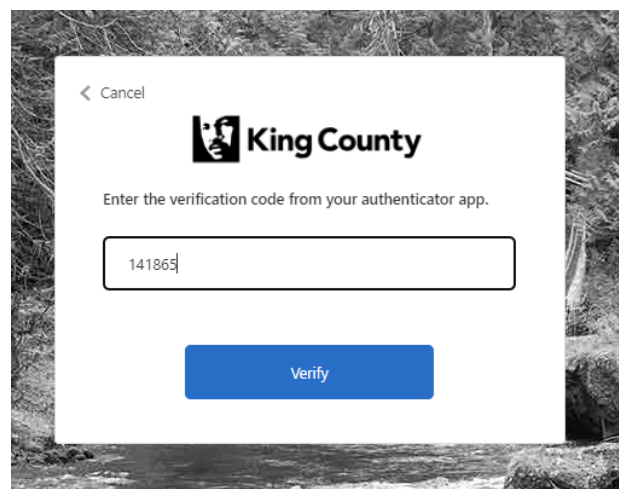 Cancel
King County
Enter the verification code from your authenticator app.
141865
Verify